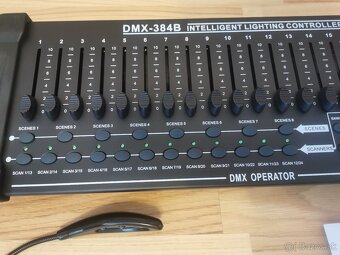 DMX-384B INTELLIGENT LIGHTING CONTROLLER
1 2 3 4 5 6 7 8 9 10 11 12 13 14 15
SCENES 1 SCENES 2 SCENES 3 SCENES 4 SCENES 5 SCENES 6 SCENES 7 SCENES 8
SCENES
SCANNERS
SCAN 1/13 SCAN 2/14 SCAN 3/15 SCAN 4/16 SCAN 5/17 SCAN 6/18 SCAN 7/19 SCAN 8/20 SCAN 9/21 SCAN 10/22 SCAN 11/23 SCAN 12/24
DMX OPERATOR
bazos.sk